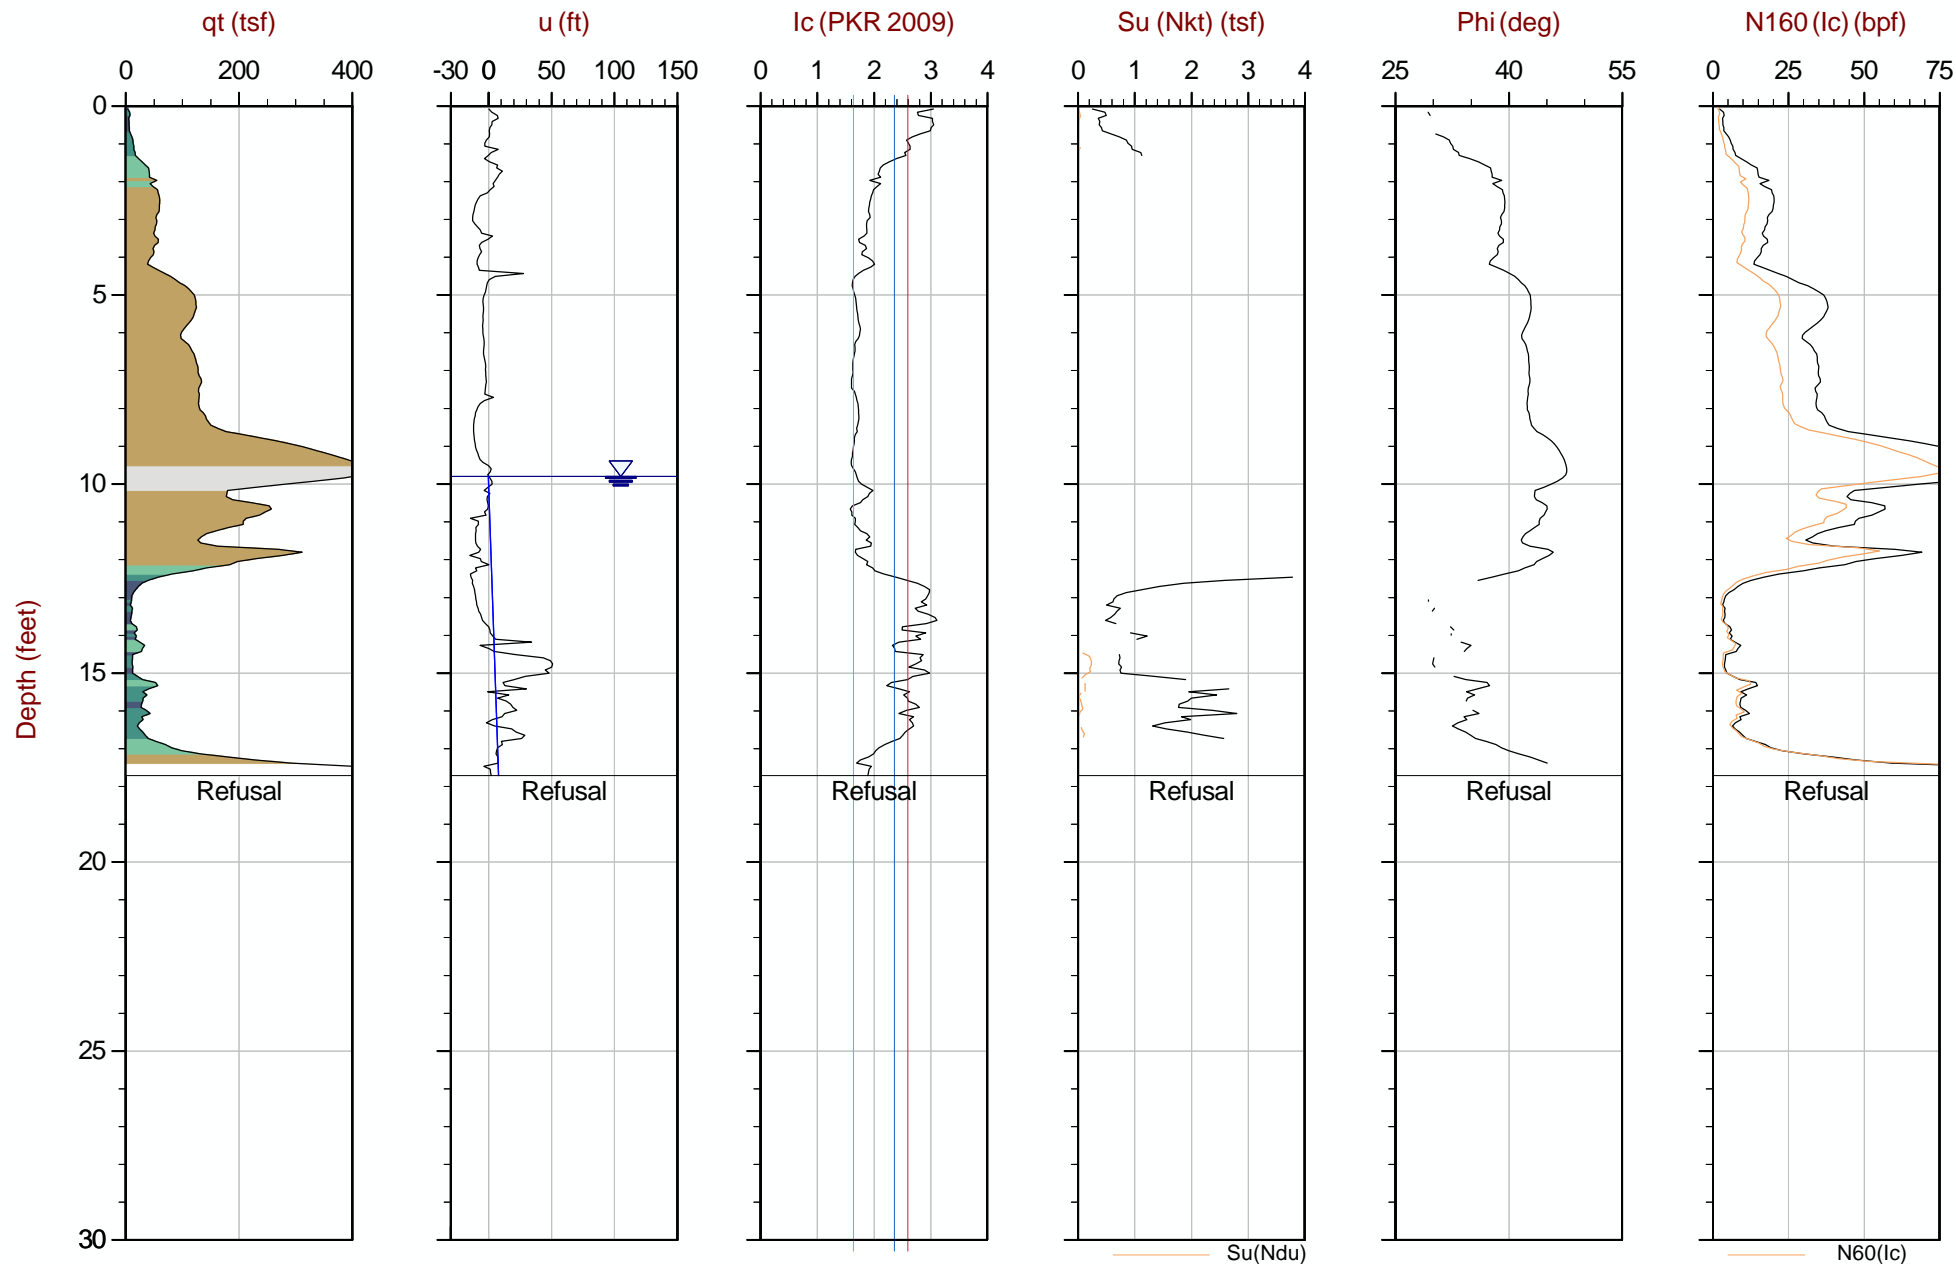 qt (tsf) u (ft) Ic (PKR 2009) Su (Nkt) (tsf) Phi (deg) N160 (Ic) (bpf)
0 200 400 -30 0 50 100 150 0 1 2 3 4 0 1 2 3 4 25 40 55 0 25 50 75
0
5
10
15
20
25
30
Depth (feet)
Refusal Refusal Refusal Refusal Refusal Refusal
Su(Ndu) N60(Ic)